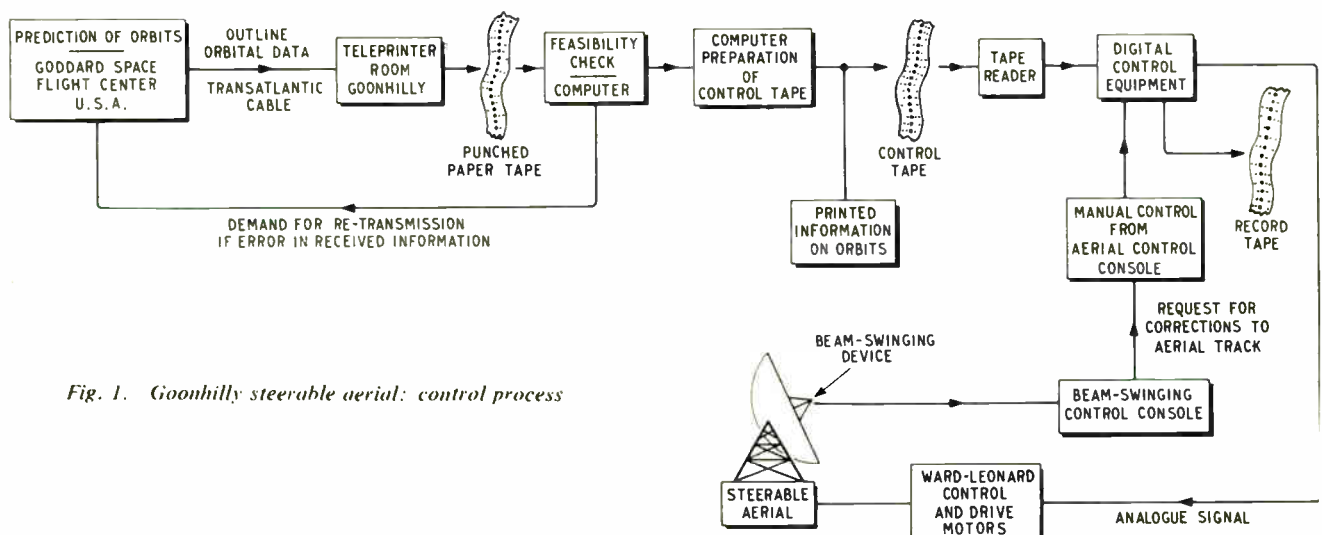 PREDICTION OF ORBITS
GODDARD SPACE
FLIGHT CENTER
U.S.A.
OUTLINE
ORBITAL DATA
TRANSATLANTIC
CABLE
TELEPRINTER
ROOM
GOONHILLY
PUNCHED
PAPER TAPE
FEASIBILITY
CHECK
COMPUTER
DEMAND FOR RE-TRANSMISSION
IF ERROR IN RECEIVED INFORMATION
COMPUTER
PREPARATION
OF
CONTROL TAPE
PRINTED
INFORMATION
ON ORBITS
CONTROL
TAPE
TAPE
READER
DIGITAL
CONTROL
EQUIPMENT
RECORD
TAPE
MANUAL CONTROL
FROM
AERIAL CONTROL
CONSOLE
REQUEST FOR
CORRECTIONS TO
AERIAL TRACK
BEAM-SWINGING
DEVICE
BEAM-SWINGING
CONTROL CONSOLE
STEERABLE
AERIAL
WARD-LEONARD
CONTROL
AND DRIVE
MOTORS
ANALOGUE SIGNAL
Fig. 1. Goonhilly steerable aerial: control process